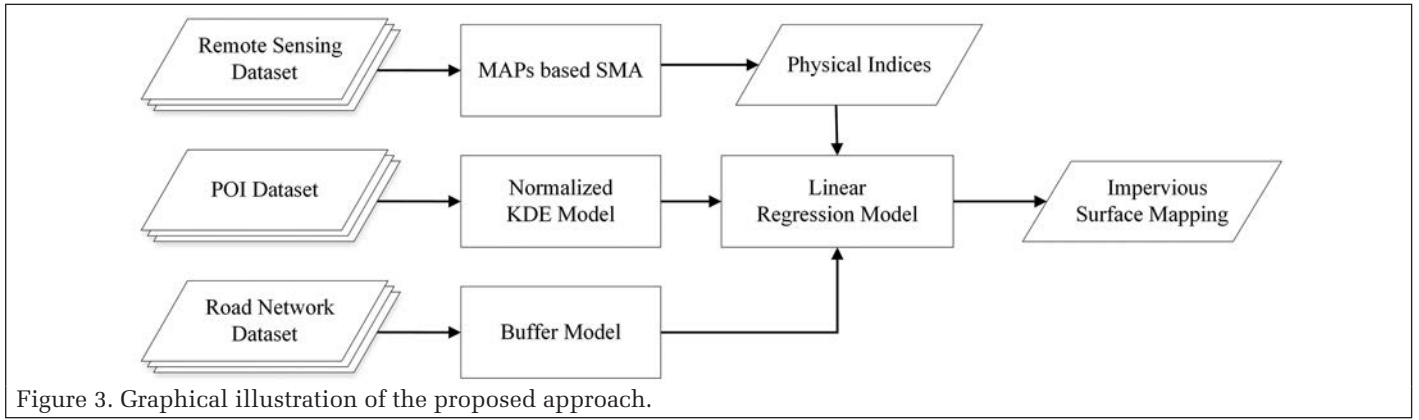 Remote Sensing
Dataset
MAPs based SMA
Physical Indices
POI Dataset
Normalized
KDE Model
Linear
Regression Model
Impervious
Surface Mapping
Road Network
Dataset
Buffer Model
Figure 3. Graphical illustration of the proposed approach.